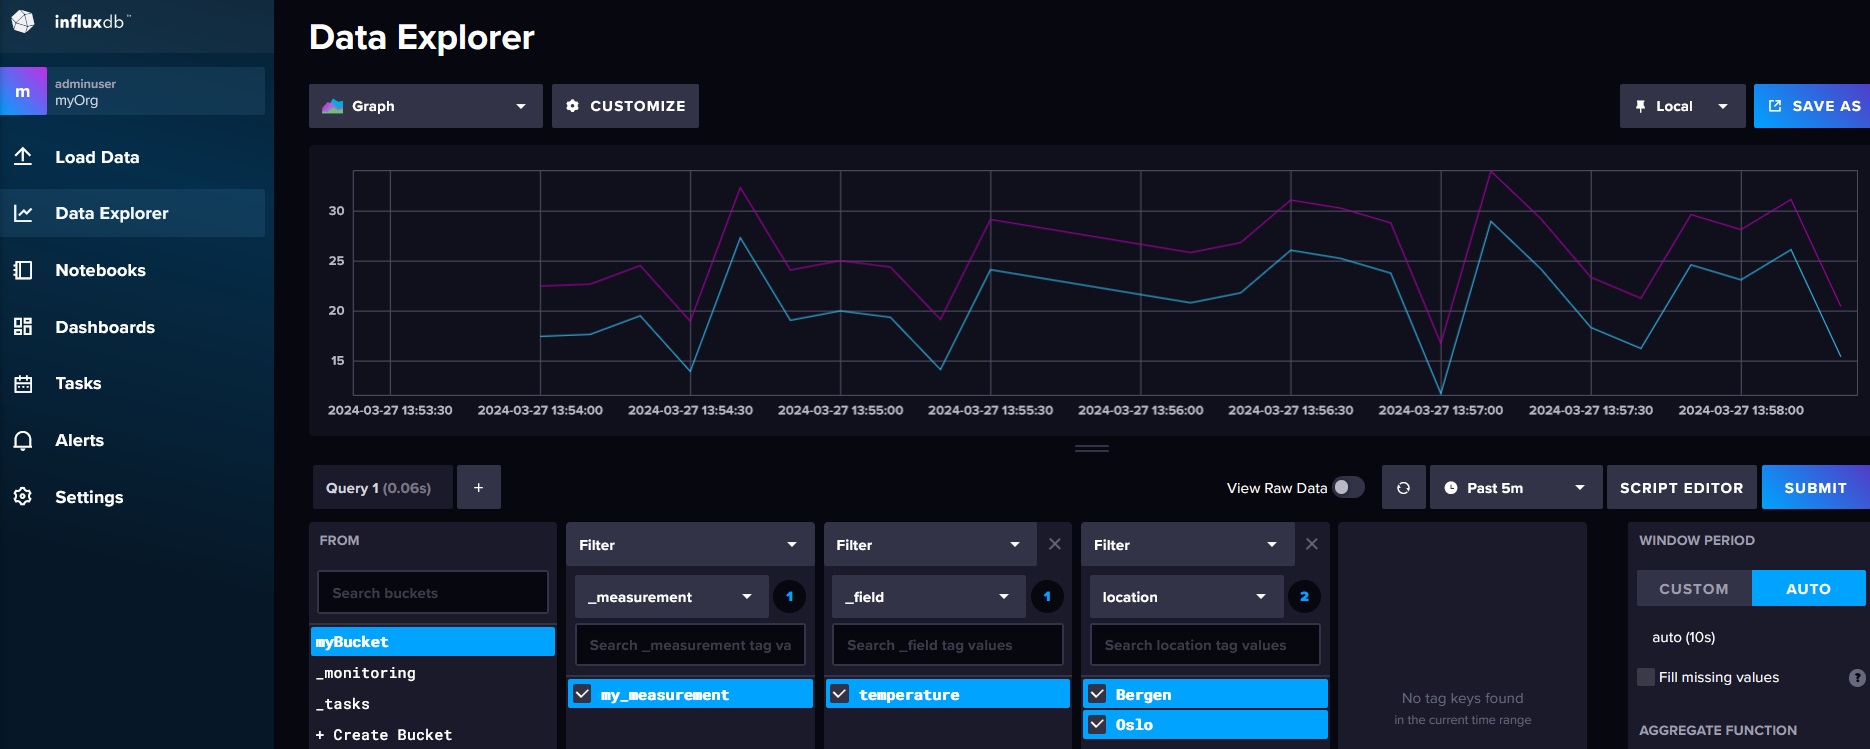 influxdb™
Data Explorer
m
adminuser
myOrg
Load Data
Data Explorer
Notebooks
Dashboards
Tasks
Alerts
Settings
Graph
CUSTOMIZE
Local
SAVE AS
30
25
20
15
2024-03-27 13:53:30 2024-03-27 13:54:00 2024-03-27 13:54:30 2024-03-27 13:55:00 2024-03-27 13:55:30 2024-03-27 13:56:00 2024-03-27 13:56:30 2024-03-27 13:57:00 2024-03-27 13:57:30 2024-03-27 13:58:00
Query 1 (0.06s)
+
View Raw Data
Past 5m
SCRIPT EDITOR
SUBMIT
FROM
Search buckets
myBucket
_monitoring
_tasks
+ Create Bucket
Filter
_measurement
1
Search _measurement tag va
my_measurement
Filter
_field
1
Search _field tag values
temperature
Filter
location
2
Search location tag values
Bergen
Oslo
No tag keys found
in the current time range
WINDOW PERIOD
CUSTOM
AUTO
auto (10s)
Fill missing values
?
AGGREGATE FUNCTION